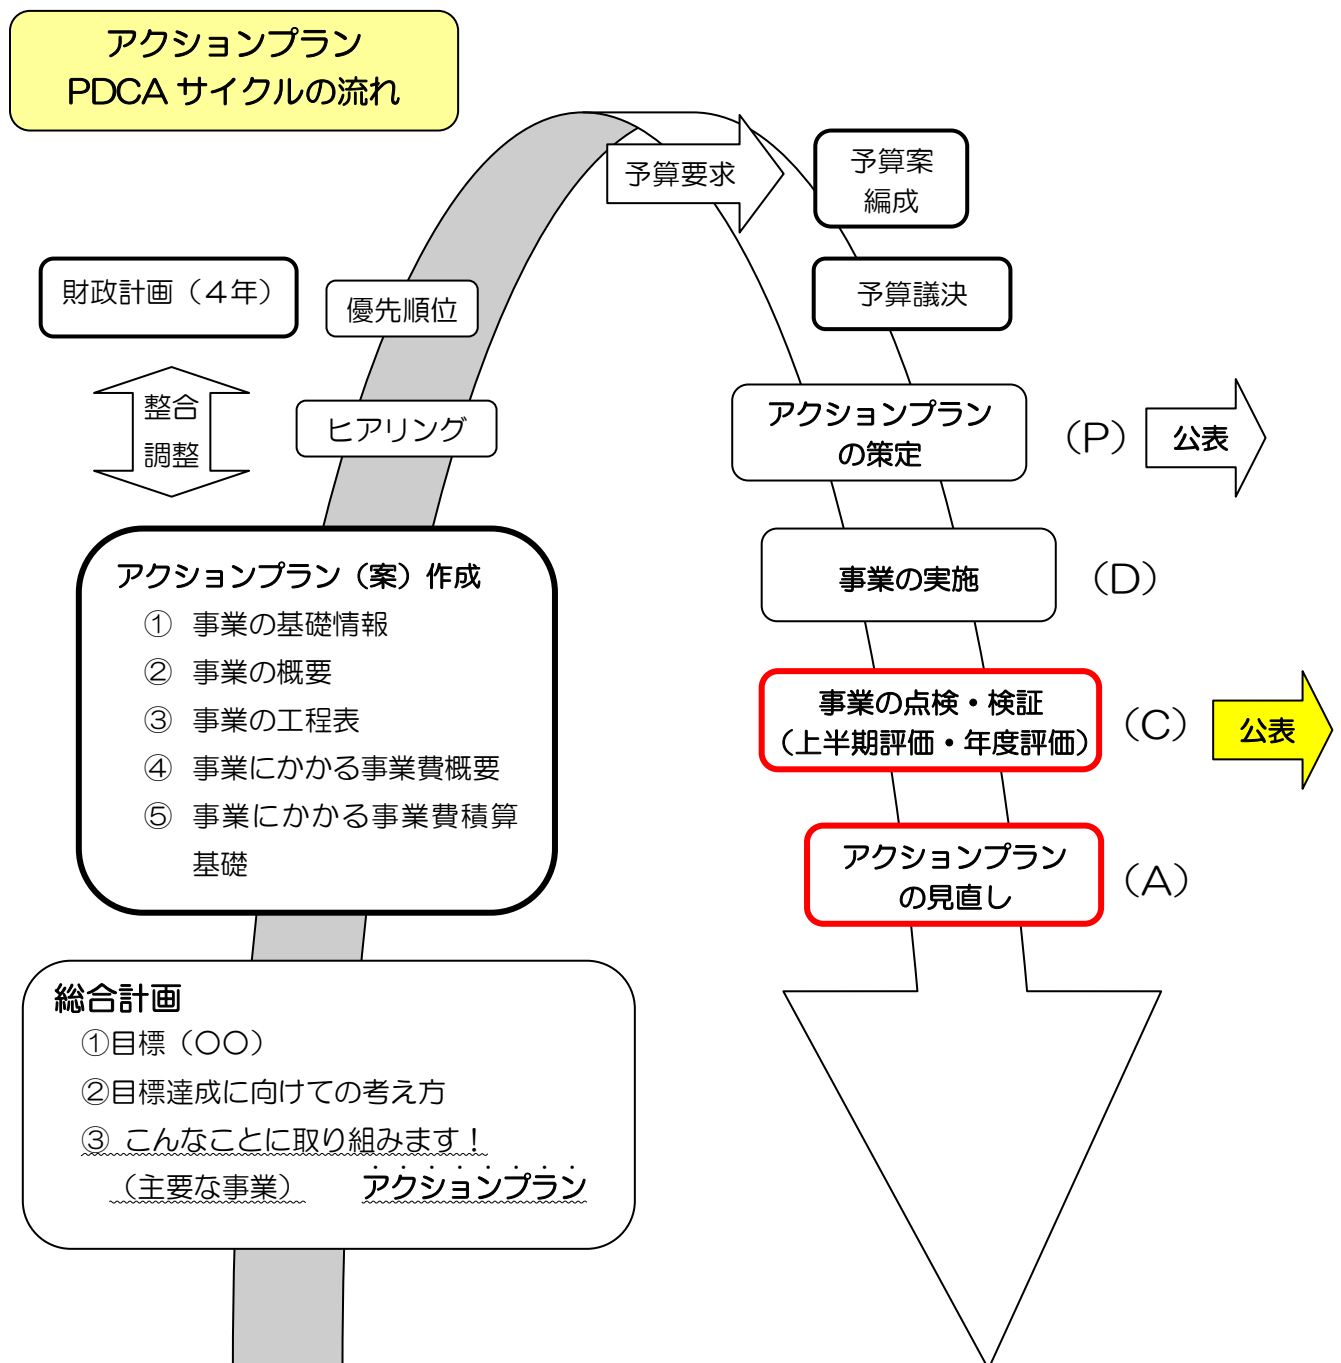 アクションプラン
PDCA サイクルの流れ
予算要求
予算案
編成
財政計画（4年）
優先順位
予算議決
整合
調整
ヒアリング
アクションプラン
の策定
（P）
公表
アクションプラン（案）作成
① 事業の基礎情報
② 事業の概要
③ 事業の工程表
④ 事業にかかる事業費概要
⑤ 事業にかかる事業費積算
基礎
事業の実施
（D）
事業の点検・検証
（上半期評価・年度評価）
（C）
公表
アクションプラン
の見直し
（A）
総合計画
①目標（〇〇）
②目標達成に向けての考え方
③ こんなことに取り組みます！
（主要な事業） アクションプラン